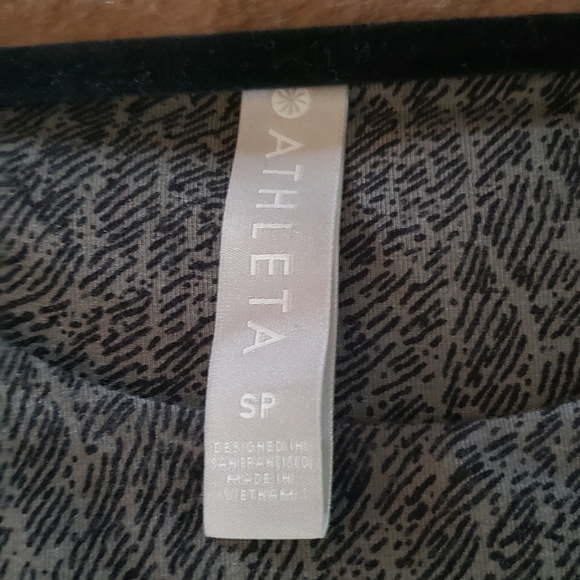 ATHLETA
SP
DESIGNED IN
SAN FRANCISCO
MADE IN
VIETNAM